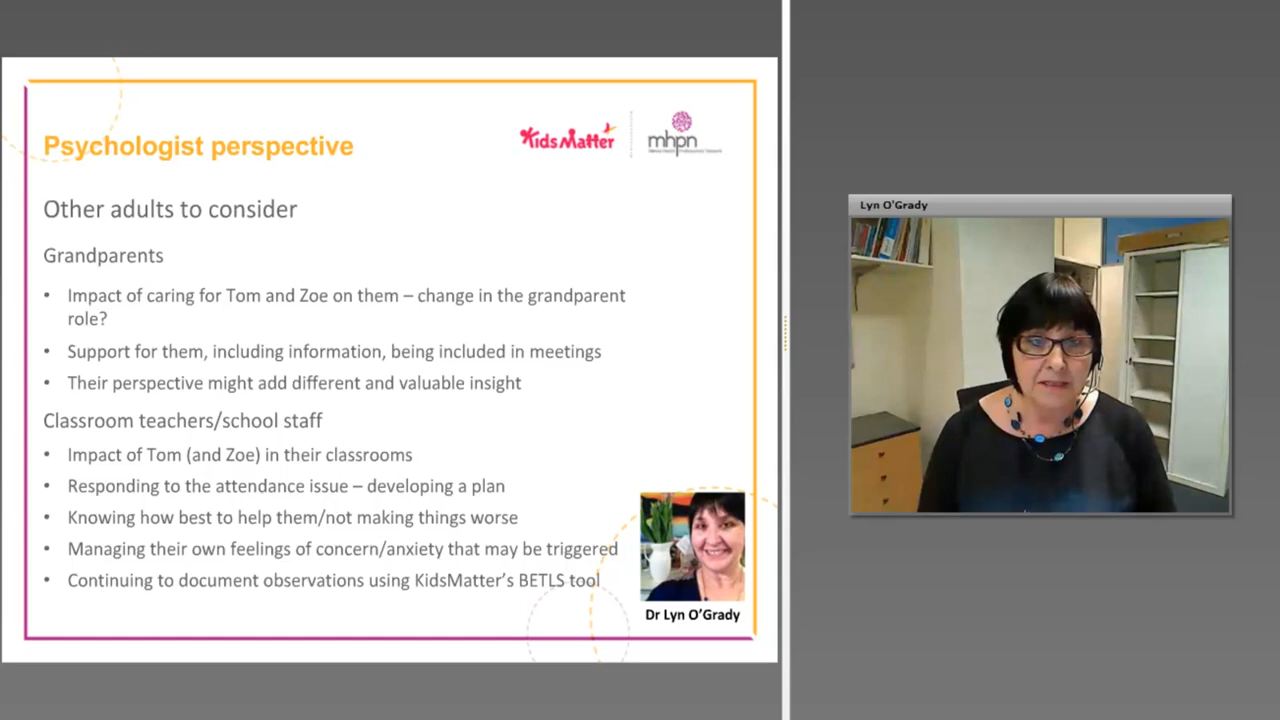 Psychologist perspective
KidsMatter
mhpn
Other adults to consider
Grandparents
• Impact of caring for Tom and Zoe on them – change in the grandparent
role?
• Support for them, including information, being included in meetings
• Their perspective might add different and valuable insight
Classroom teachers/school staff
• Impact of Tom (and Zoe) in their classrooms
• Responding to the attendance issue – developing a plan
• Knowing how best to help them/not making things worse
• Managing their own feelings of concern/anxiety that may be triggered
• Continuing to document observations using KidsMatter's BETLS tool
Dr Lyn O'Grady
Lyn O'Grady